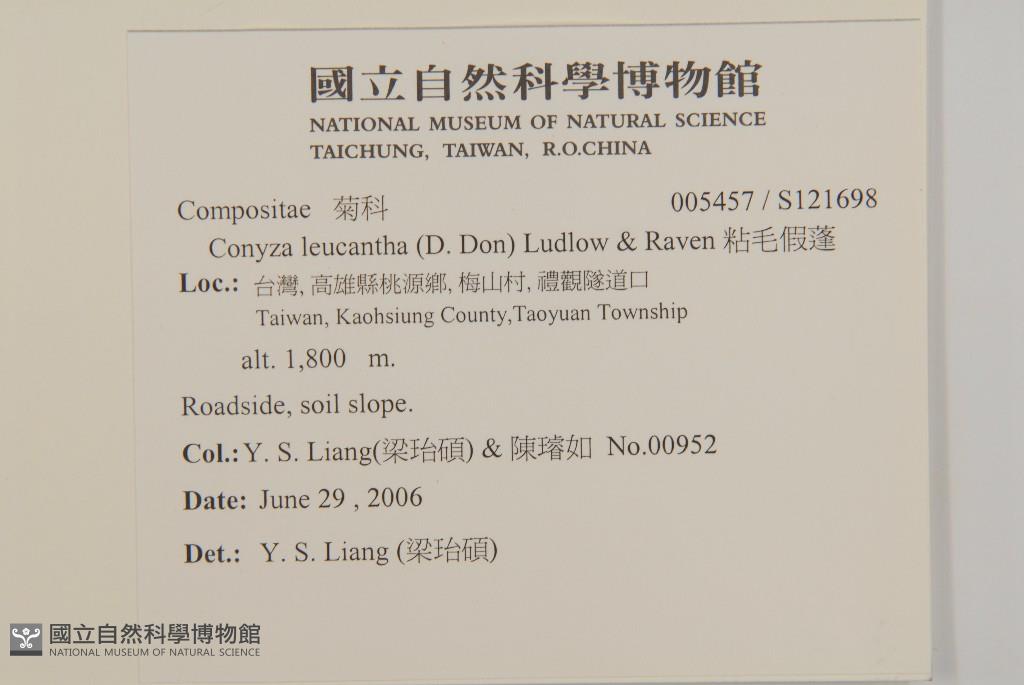 國立自然科學博物館
NATIONAL MUSEUM OF NATURAL SCIENCE
TAICHUNG, TAIWAN, R.O.CHINA
Compositae 菊科 005457 / S121698
Conyza leucantha (D. Don) Ludlow & Raven 粘毛假蓬
Loc.: 台灣, 高雄縣桃源鄉, 梅山村, 禮觀隧道口
Taiwan, Kaohsiung County,Taoyuan Township
alt. 1,800 m.
Roadside, soil slope.
Col.: Y. S. Liang(梁珆碩) & 陳璿如 No.00952
Date: June 29 , 2006
Det.: Y. S. Liang (梁珆碩)
國立自然科學博物館
NATIONAL MUSEUM OF NATURAL SCIENCE